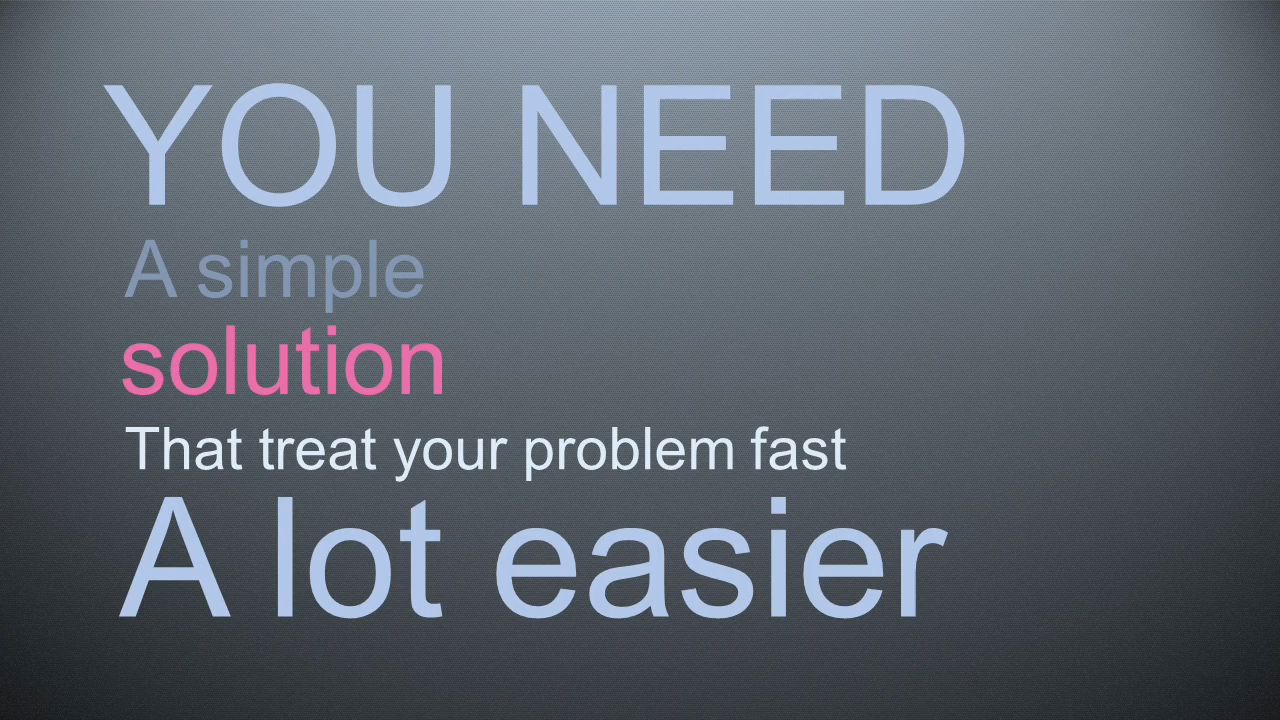 YOU NEED
A simple
solution
That treat your problem fast
A lot easier